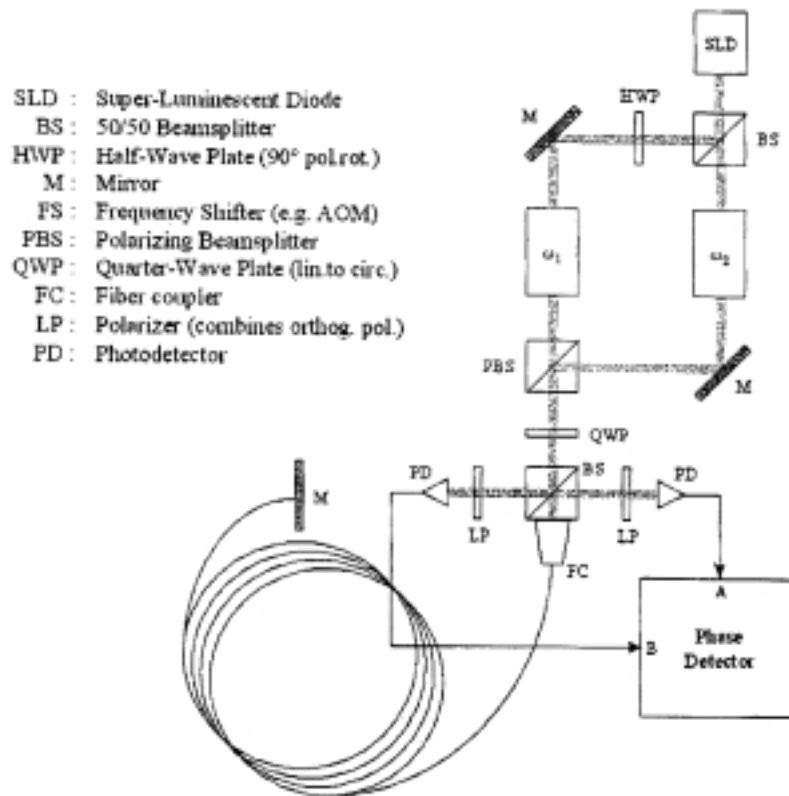 SLD : Super-Luminescent Diode
BS : 50/50 Beamsplitter
HWP : Half-Wave Plate (90° pol.rot.)
M : Mirror
FS : Frequency Shifter (e.g. AOM)
PBS : Polarizing Beamsplitter
QWP : Quarter-Wave Plate (lin.to circ.)
FC : Fiber coupler
LP : Polarizer (combines orthog. pol.)
PD : Photodetector
SLD
HWP
M
BS
ω₁
ω₂
PBS
M
QWP
BS
PD
PD
M
LP
LP
FC
A
B
Phase
Detector